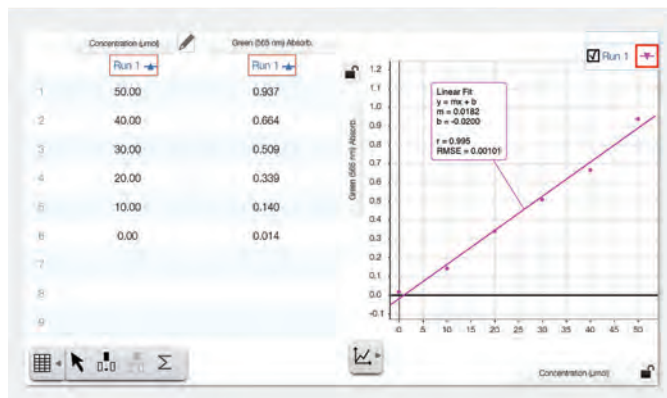 Concentration (μmol)
Green (565 nm) Absorb.
Run 1
Run 1
1 50.00 0.937
2 40.00 0.664
3 30.00 0.509
4 20.00 0.339
5 10.00 0.140
6 0.00 0.014
7
8
9
0.0
Σ
Run 1
Linear Fit
y = mx + b
m = 0.0182
b = -0.0200
r = 0.995
RMSE = 0.00101
Green (565 nm) Absorb.
1.2
1.1
1.0
0.9
0.8
0.7
0.6
0.5
0.4
0.3
0.2
0.1
0.0
-0.1
0 5 10 15 20 25 30 35 40 45 50
Concentration (μmol)